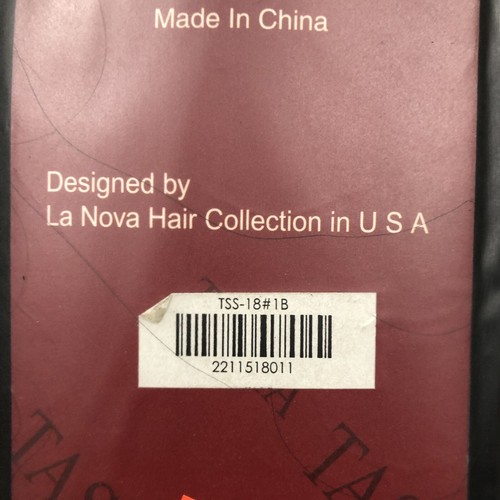 Made In China
Designed by
La Nova Hair Collection in U S A
TSS-18#1B
2211518011